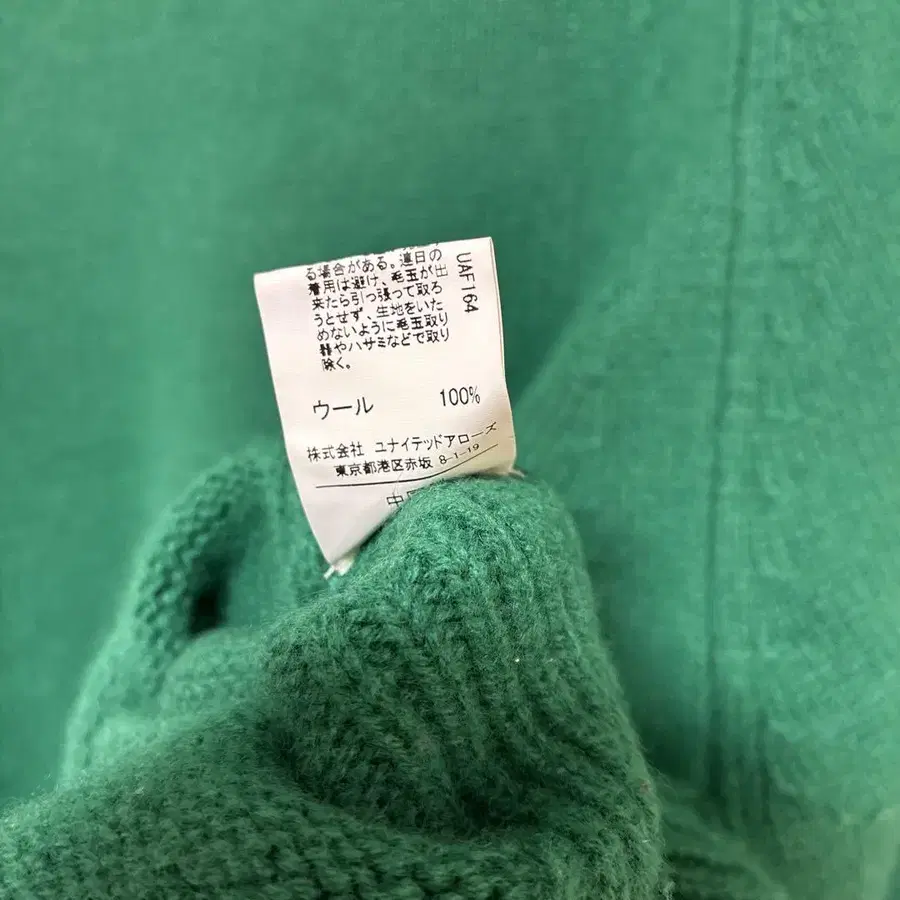 る場合がある。連日の
着用は避け、毛玉が出
来たら引っ張って取ろ
うとせず、生地をいた
めないように毛玉取り
器やハサミなどで取り
除く。
UAF164
ウール 100%
株式会社 ユナイテッドアローズ
東京都港区赤坂 8-1-19
中